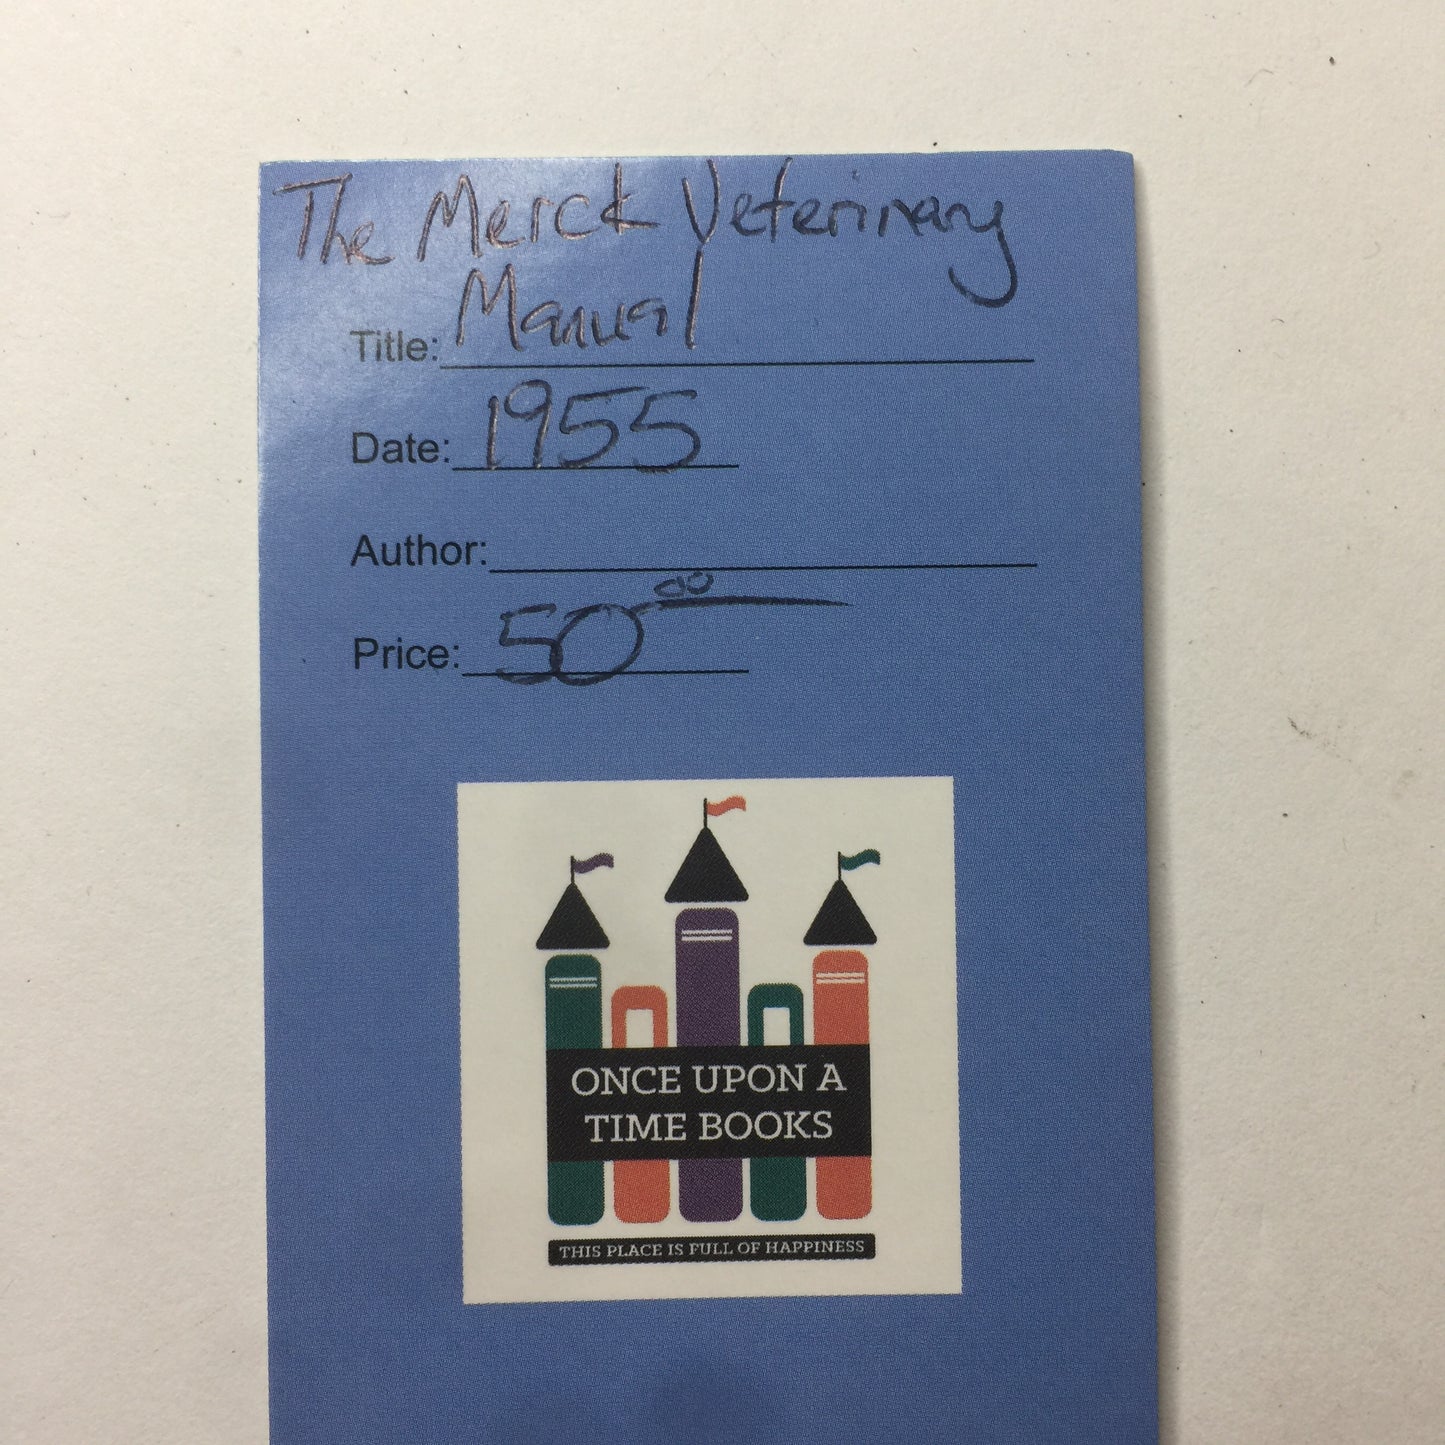 The Merck Veterinary
Title: Manual
Date: 1955
Author:
Price: 50 00
ONCE UPON A
TIME BOOKS
THIS PLACE IS FULL OF HAPPINESS